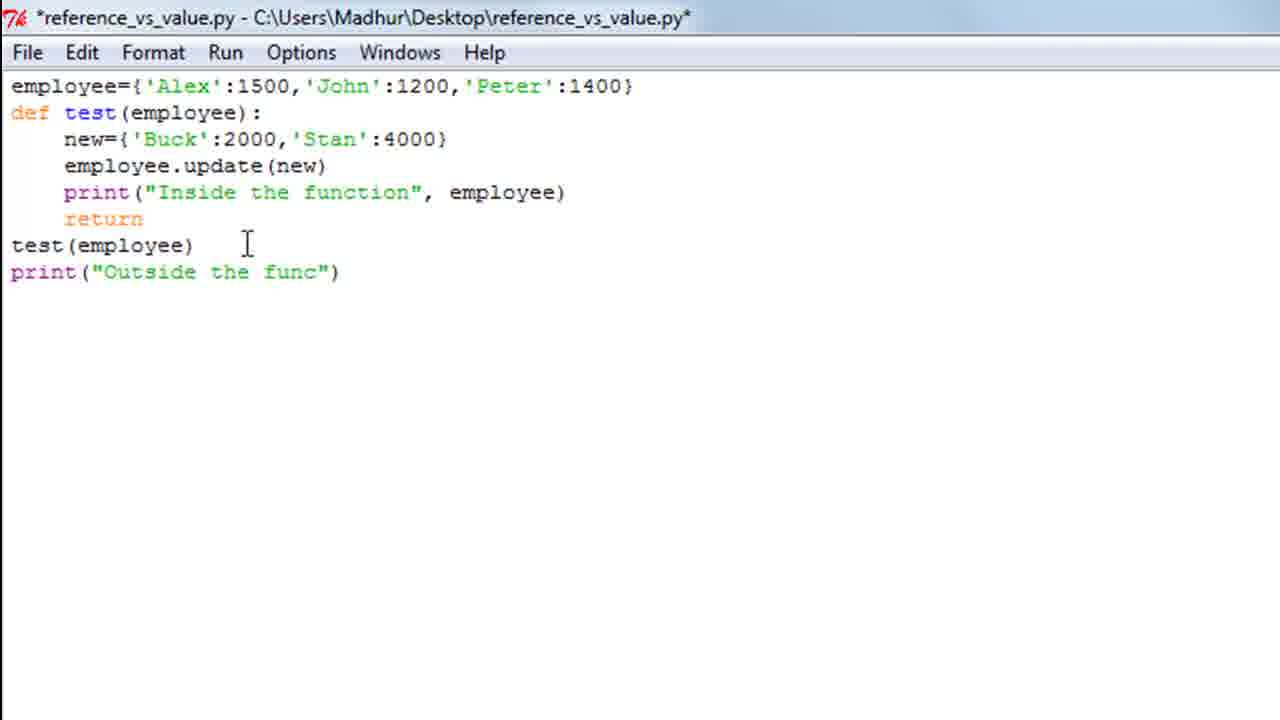 *reference_vs_value.py - C:\Users\Madhur\Desktop\reference_vs_value.py*
File Edit Format Run Options Windows Help
employee={'Alex':1500,'John':1200,'Peter':1400}
def test(employee):
    new={'Buck':2000,'Stan':4000}
    employee.update(new)
    print("Inside the function", employee)
    return
test(employee)
print("Outside the func")